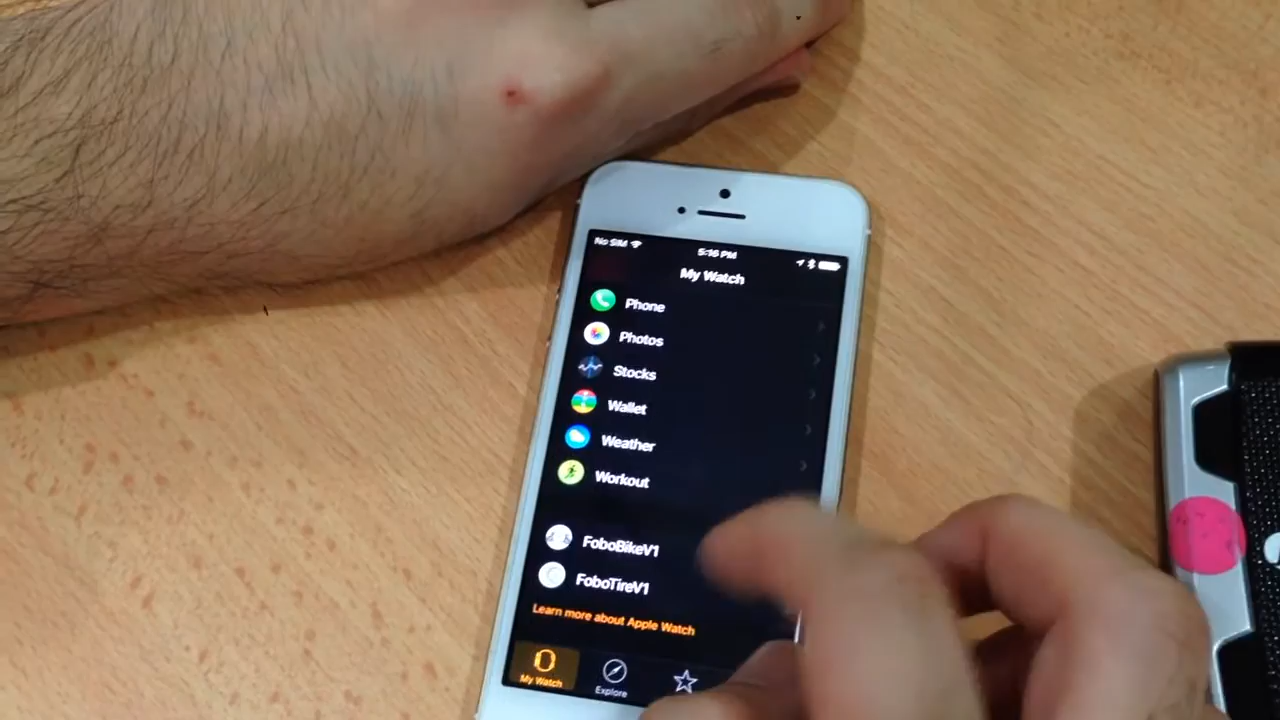 No SIM
5:16 PM
My Watch
Phone
Photos
Stocks
Wallet
Weather
Workout
FoboBikeV1
FoboTireV1
Learn more about Apple Watch
My Watch
Explore